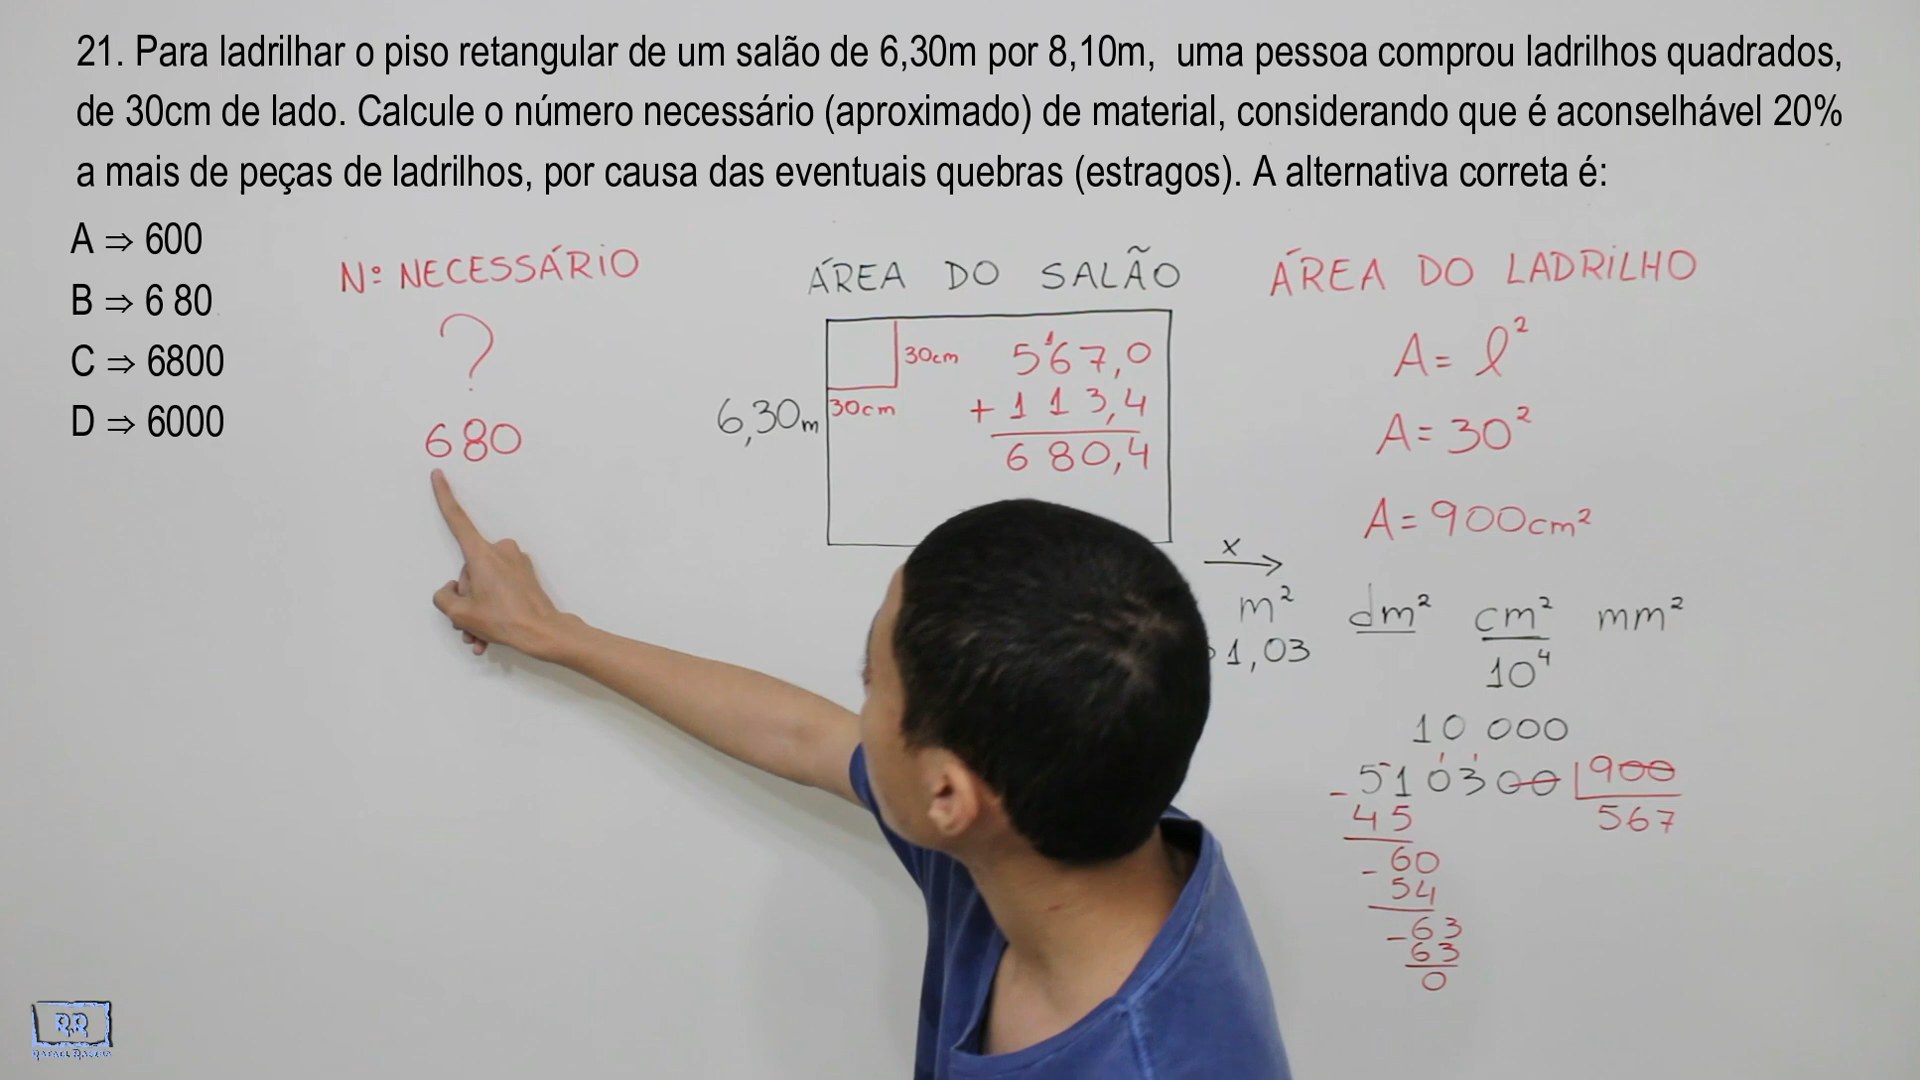 21. Para ladrilhar o piso retangular de um salão de 6,30m por 8,10m, uma pessoa comprou ladrilhos quadrados,
de 30cm de lado. Calcule o número necessário (aproximado) de material, considerando que é aconselhável 20%
a mais de peças de ladrilhos, por causa das eventuais quebras (estragos). A alternativa correta é:
A ⇒ 600
B ⇒ 6 80
C ⇒ 6800
D ⇒ 6000
Nº NECESSÁRIO
?
680
ÁREA DO SALÃO
30cm
30cm
6,30m
1
567,0
+ 113,4
680,4
ÁREA DO LADRILHO
A = l²
A = 30²
A = 900cm²
x
m² dm² cm² mm²
1,03
10⁴
10 000
510300 900
- 45 567
- 60
54
- 63
63
0
RR
RAFAEL